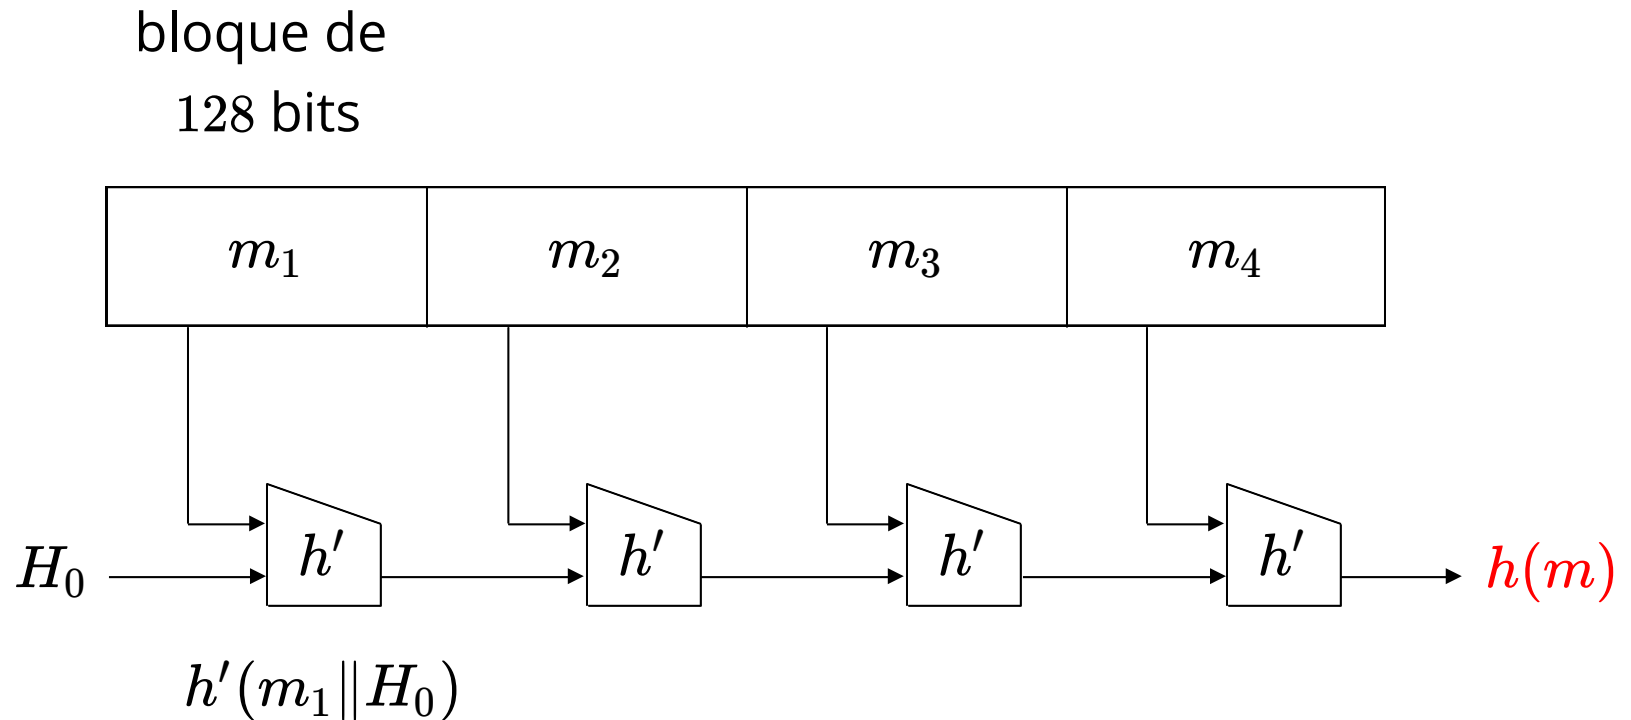 bloque de
128 bits
m₁ m₂ m₃ m₄
h′ h′ h′ h′
H₀ h(m)
h′(m₁‖H₀)